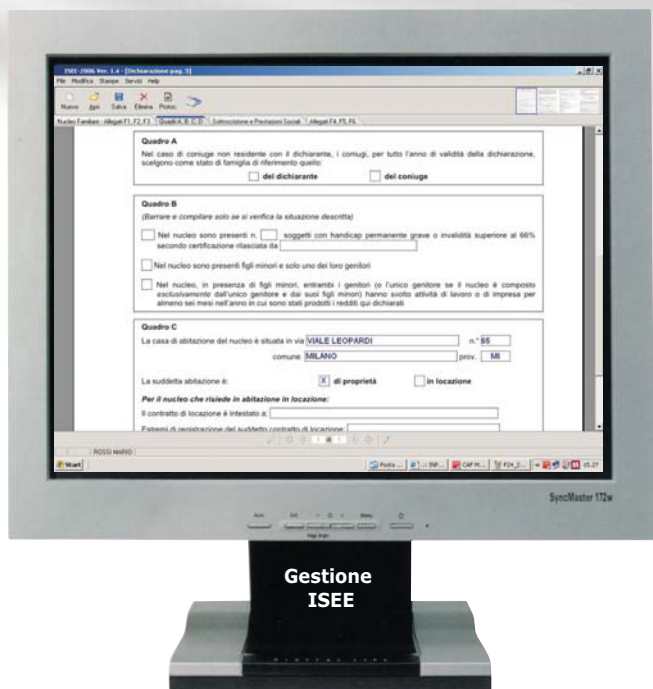 ISEE-2006 Ver. 1.4 - [Dichiarazione pag. 3]
File Modifica Stampe Servizi Help
Nuovo Apri Salva Elimina Protoc.
Nucleo Familiare - Allegati F1, F2, F3 Quadri A, B, C, D Sottoscrizione e Prestazioni Sociali Allegati F4, F5, F6
Quadro A
Nel caso di coniuge non residente con il dichiarante, i coniugi, per tutto l'anno di validità della dichiarazione,
scelgono come stato di famiglia di riferimento quello:
del dichiarante del coniuge
Quadro B
(Barrare e compilare solo se si verifica la situazione descritta)
Nel nucleo sono presenti n. soggetti con handicap permanente grave o invalidità superiore al 66%
secondo certificazione rilasciata da
Nel nucleo sono presenti figli minori e solo uno dei loro genitori
Nel nucleo, in presenza di figli minori, entrambi i genitori (o l'unico genitore se il nucleo è composto
esclusivamente dall'unico genitore e dai suoi figli minori) hanno svolto attività di lavoro o di impresa per
almeno sei mesi nell'anno in cui sono stati prodotti i redditi qui dichiarati
Quadro C
La casa di abitazione del nucleo è situata in via VIALE LEOPARDI n.° 65
comune MILANO prov. MI
La suddetta abitazione è: X di proprietà in locazione
Per il nucleo che risiede in abitazione in locazione:
Il contratto di locazione è intestato a:
Estremi di registrazione del suddetto contratto di locazione:
ROSSI MARIO
Start Posta ... CAF M... F24_2... 15.27
SyncMaster 172w
Auto Exit Menu
Gestione
ISEE